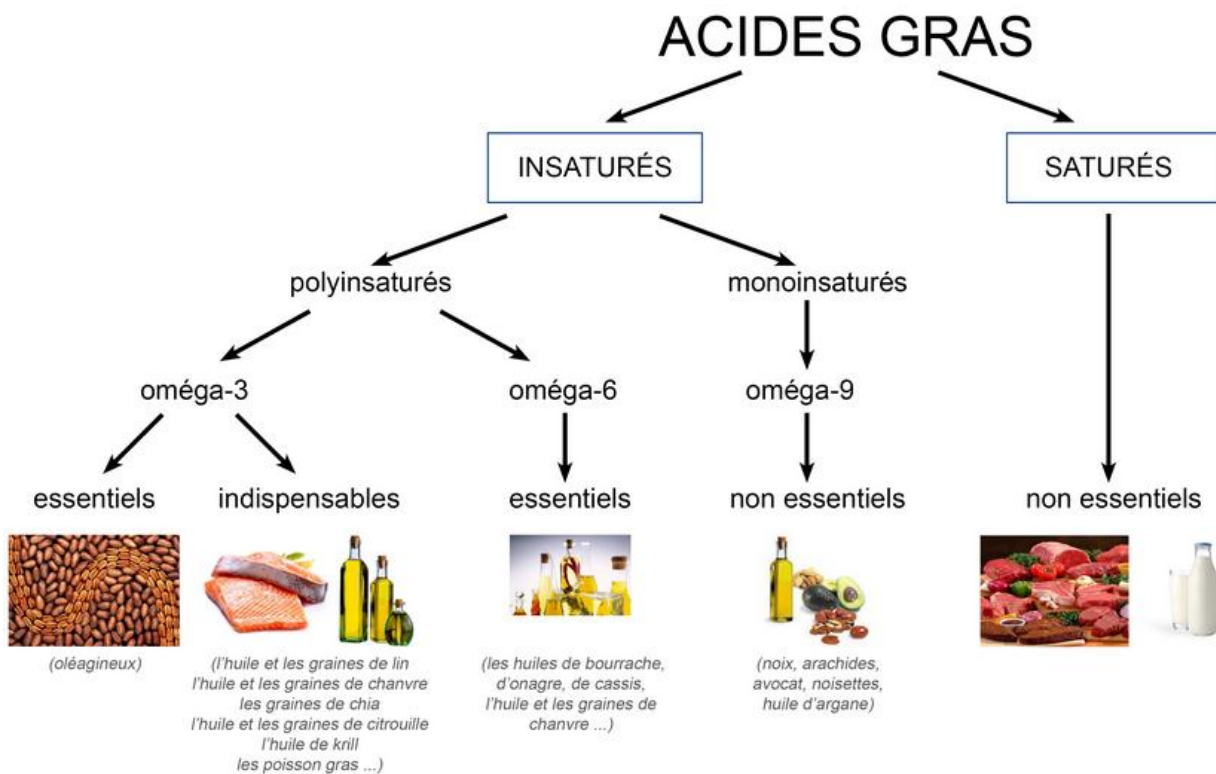 ACIDES GRAS
INSATURÉS
SATURÉS
polyinsaturés
monoinsaturés
oméga-3
oméga-6
oméga-9
essentiels
indispensables
essentiels
non essentiels
non essentiels
(oléagineux)
(l'huile et les graines de lin
l'huile et les graines de chanvre
les graines de chia
l'huile et les graines de citrouille
l'huile de krill
les poisson gras ...)
(les huiles de bourrache,
d'onagre, de cassis,
l'huile et les graines de
chanvre ...)
(noix, arachides,
avocat, noisettes,
huile d'argane)